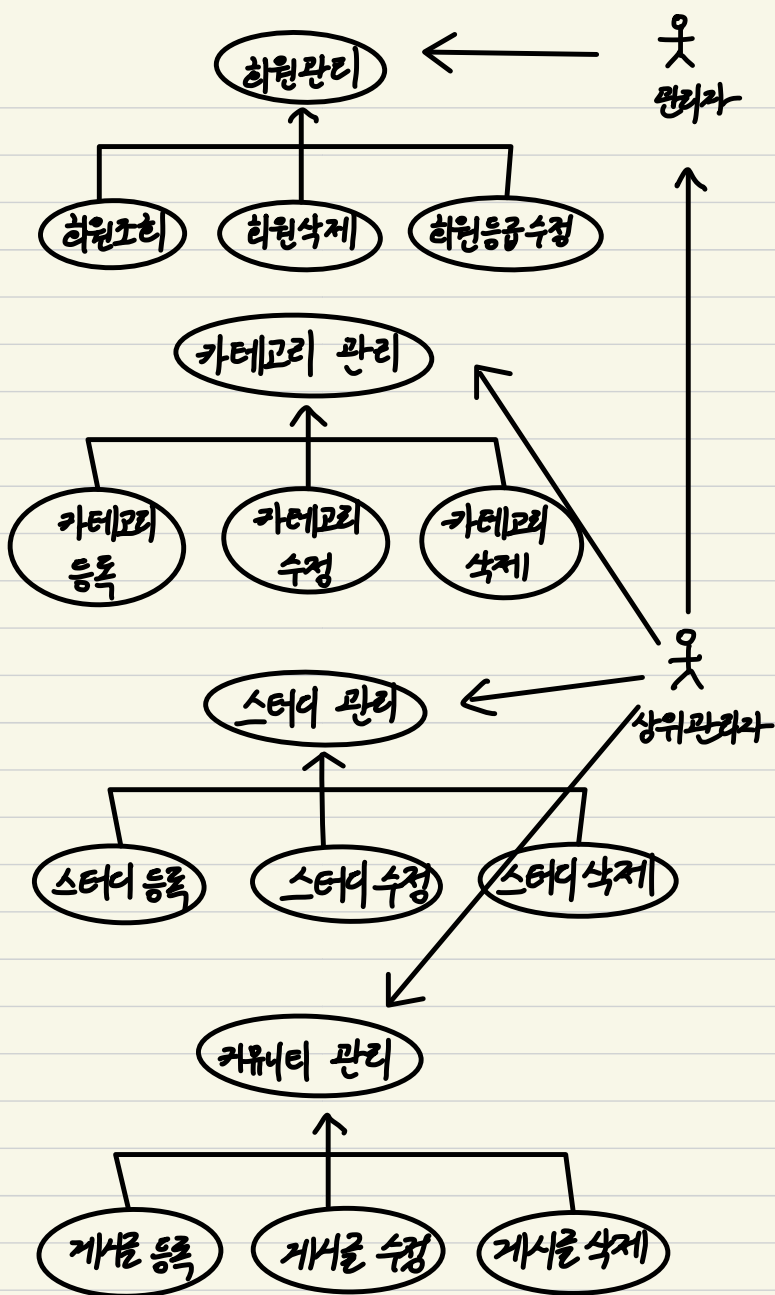 회원관리
관리자
회원조회 회원삭제 회원등급수정
카테고리 관리
카테고리 카테고리 카테고리
등록 수정 삭제
스터디 관리
상위관리자
스터디 등록 스터디 수정 스터디 삭제
커뮤니티 관리
게시글 등록 게시글 수정 게시글 삭제